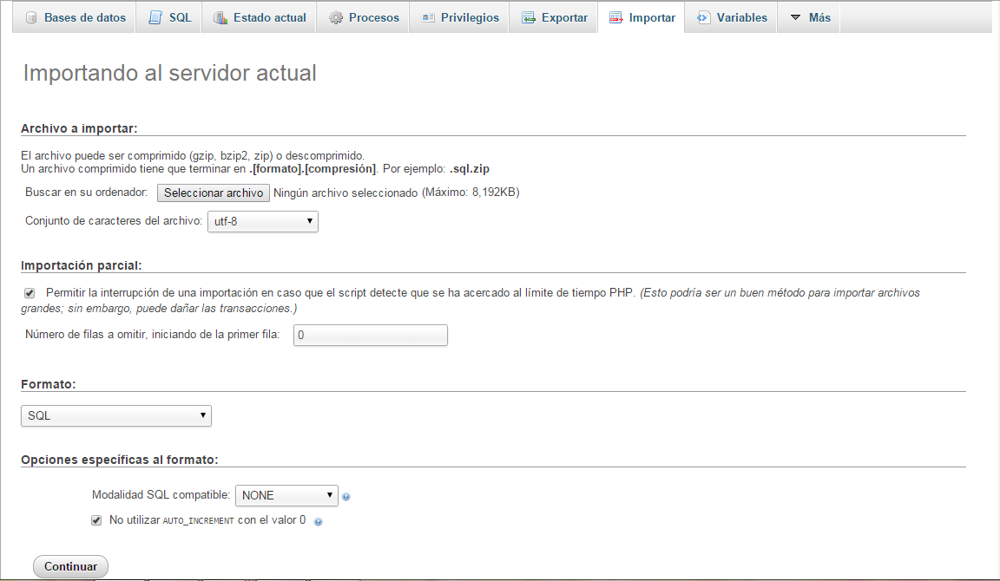 Bases de datos SQL Estado actual Procesos Privilegios Exportar Importar Variables Más
Importando al servidor actual
Archivo a importar:
El archivo puede ser comprimido (gzip, bzip2, zip) o descomprimido.
Un archivo comprimido tiene que terminar en .[formato].[compresión]. Por ejemplo: .sql.zip
Buscar en su ordenador: Seleccionar archivo Ningún archivo seleccionado (Máximo: 8,192KB)
Conjunto de caracteres del archivo: utf-8
Importación parcial:
Permitir la interrupción de una importación en caso que el script detecte que se ha acercado al límite de tiempo PHP. (Esto podría ser un buen método para importar archivos
grandes; sin embargo, puede dañar las transacciones.)
Número de filas a omitir, iniciando de la primer fila: 0
Formato:
SQL
Opciones específicas al formato:
Modalidad SQL compatible: NONE
No utilizar AUTO_INCREMENT con el valor 0
Continuar